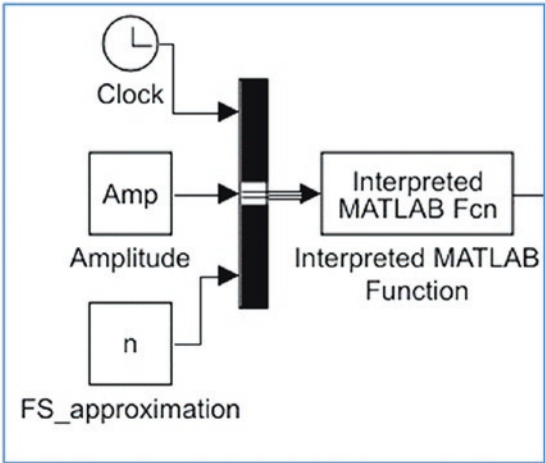 Clock
Amp
Amplitude
Interpreted
MATLAB Fcn
Interpreted MATLAB
Function
n
FS_approximation